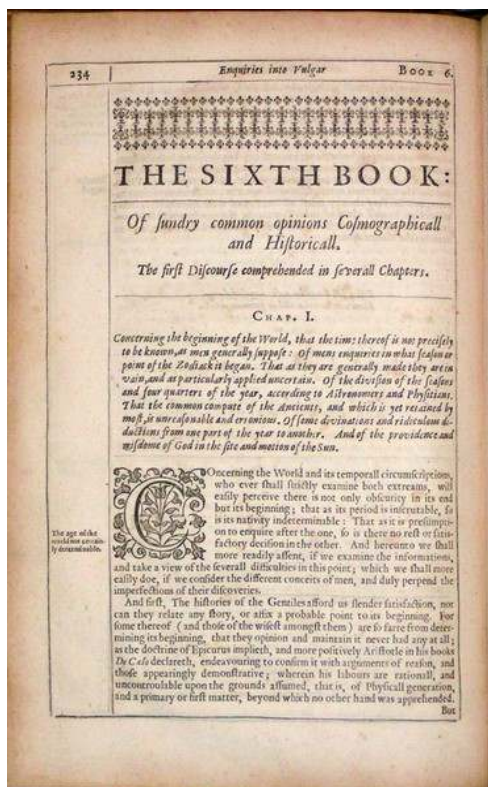 234
Enquiries into Vulgar
BOOK 6.
THE SIXTH BOOK:
Of ſundry common opinions Coſmographicall
and Hiſtoricall.
The firſt Diſcourſe comprehended in ſeverall Chapters.
CHAP. I.
Concerning the beginning of the World, that the time thereof is not preciſely
to be known, as men generally ſuppoſe: Of mens enquiries in what ſeaſon or
point of the Zodiack it began. That as they are generally made they are in
vain, and as particularly applied uncertain. Of the diviſion of the ſeaſons
and four quarters of the year, according to Aſtronomers and Phyſitians.
That the common compute of the Ancients, and which is yet retained by
moſt, is unreaſonable and erronious. Of ſome divinations and ridiculous di-
ductions from one part of the year to another. And of the providence and
wiſdome of God in the ſite and motion of the Sun.
COncerning the World and its temporall circumſcriptions,
who ever ſhall ſtrictly examine both extreams, will
eaſily perceive there is not only obſcurity in its end
but its beginning; that as its period is inſcrutable, ſo
is its nativity indeterminable: That as it is preſumpti-
on to enquire after the one, ſo is there no reſt or ſatiſ-
factory deciſion in the other. And hereunto we ſhall
more readily aſſent, if we examine the informations,
and take a view of the ſeverall difficulties in this point; which we ſhall more
eaſily doe, if we conſider the different conceits of men, and duly perpend the
imperfections of their diſcoveries.
The age of the
world not certain-
ly determinable.
And firſt, The hiſtories of the Gentiles afford us ſlender ſatisfaction, nor
can they relate any ſtory, or affix a probable point to its beginning. For
ſome thereof (and thoſe of the wiſeſt amongſt them) are ſo farre from deter-
mining its beginning, that they opinion and maintain it never had any at all;
as the doctrine of Epicurus implieth, and more poſitively Ariſtotle in his books
De Cælo declareth, endeavouring to confirm it with arguments of reaſon, and
thoſe appearingly demonſtrative; wherein his labours are rationall, and
uncontroulable upon the grounds aſſumed, that is, of Phyſicall generation,
and a primary or firſt matter, beyond which no other hand was apprehended.
But